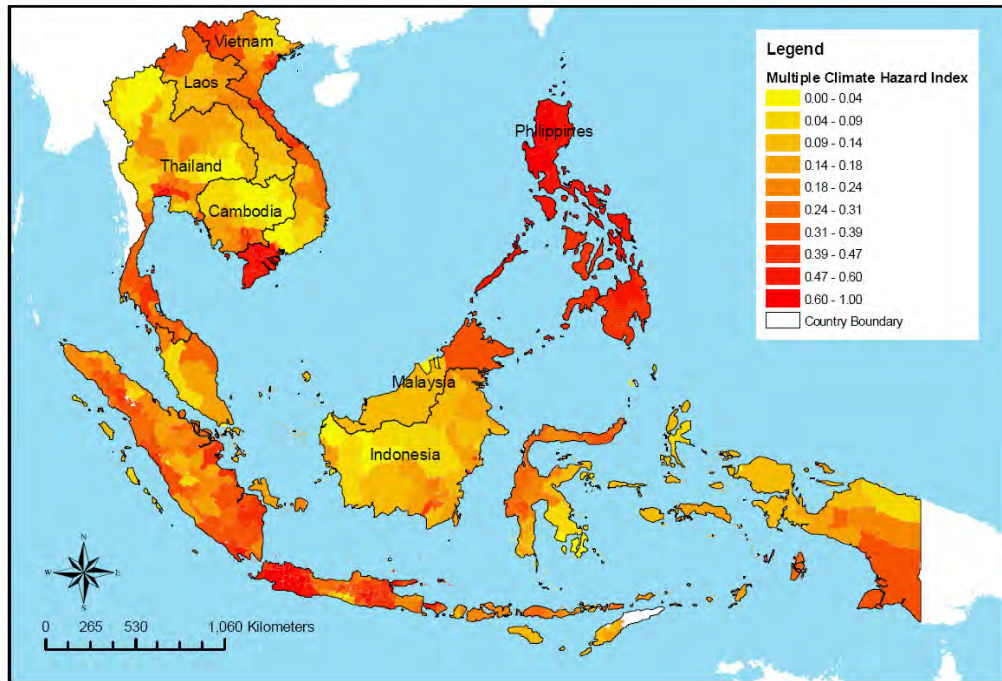 Vietnam
Laos
Thailand
Cambodia
Philippines
Malaysia
Indonesia
Legend
Multiple Climate Hazard Index
0.00 - 0.04
0.04 - 0.09
0.09 - 0.14
0.14 - 0.18
0.18 - 0.24
0.24 - 0.31
0.31 - 0.39
0.39 - 0.47
0.47 - 0.60
0.60 - 1.00
Country Boundary
N
W E
S
0 265 530 1,060 Kilometers